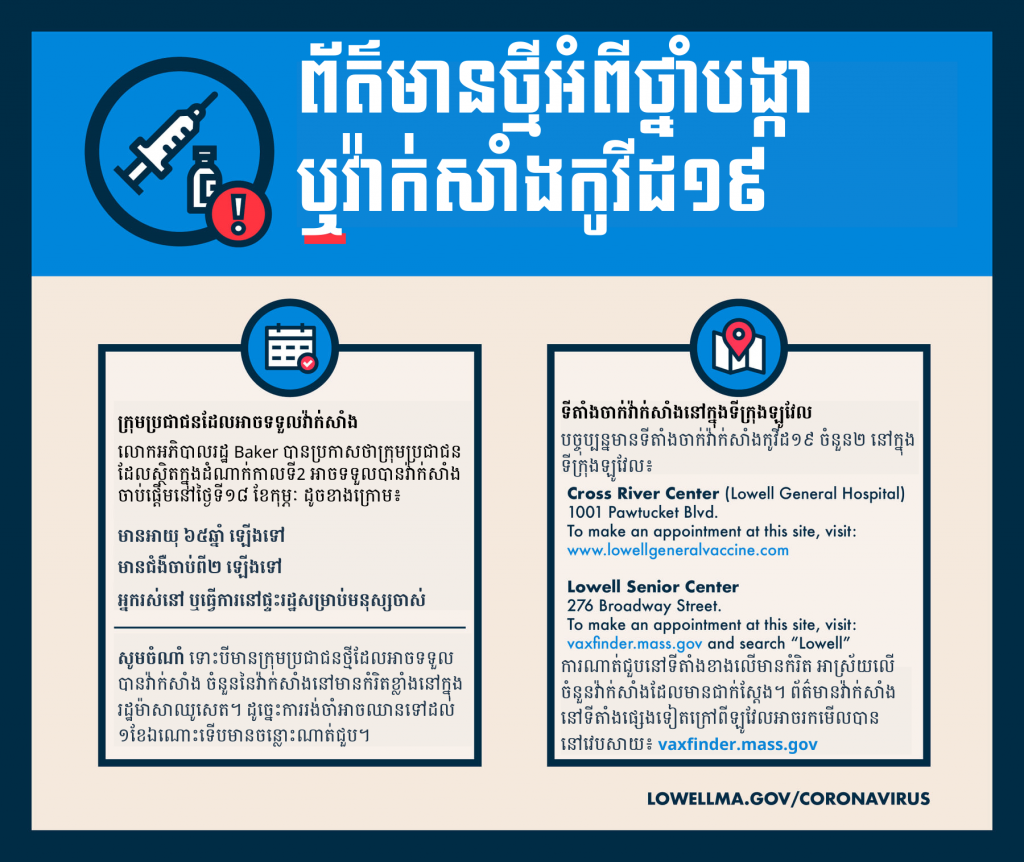 ព័ត៌មានថ្មីអំពីថ្នាំបង្កា
ឬវ៉ាក់សាំងកូវីដ១៩
ក្រុមប្រជាជនដែលអាចទទួលវ៉ាក់សាំង
លោកអភិបាលរដ្ឋ Baker បានប្រកាសថាក្រុមប្រជាជន
ដែលស្ថិតក្នុងដំណាក់កាលទី2 អាចទទួលបានវ៉ាក់សាំង
ចាប់ផ្តើមនៅថ្ងៃទី១៨ ខែកុម្ភៈ ដូចខាងក្រោម៖
មានអាយុ ៦៥ឆ្នាំ ឡើងទៅ
មានជំងឺចាប់ពី២ ឡើងទៅ
អ្នករស់នៅ ឬធ្វើការនៅផ្ទះរដ្ឋសម្រាប់មនុស្សចាស់
សូមចំណាំ ទោះបីមានក្រុមប្រជាជនថ្មីដែលអាចទទួល
បានវ៉ាក់សាំង ចំនួននៃវ៉ាក់សាំងនៅមានកំរិតខ្លាំងនៅក្នុង
រដ្ឋម៉ាសាឈូសេត។ ដូច្នេះការរង់ចាំអាចឈានទៅដល់
១ខែឯណោះទើបមានចន្លោះណាត់ជួប។
ទីតាំងចាក់វ៉ាក់សាំងនៅក្នុងទីក្រុងឡូវែល
បច្ចុប្បន្នមានទីតាំងចាក់វ៉ាក់សាំងកូវីដ១៩ ចំនួន២ នៅក្នុង
ទីក្រុងឡូវែល៖
Cross River Center (Lowell General Hospital)
1001 Pawtucket Blvd.
To make an appointment at this site, visit:
www.lowellgeneralvaccine.com
Lowell Senior Center
276 Broadway Street.
To make an appointment at this site, visit:
vaxfinder.mass.gov and search “Lowell”
ការណាត់ជួបនៅទីតាំងខាងលើមានកំរិត អាស្រ័យលើ
ចំនួនវ៉ាក់សាំងដែលមានជាក់ស្តែង។ ព័ត៌មានវ៉ាក់សាំង
នៅទីតាំងផ្សេងទៀតក្រៅពីឡូវែលអាចរកមើលបាន
នៅវេបសាយ៖ vaxfinder.mass.gov
LOWELLMA.GOV/CORONAVIRUS